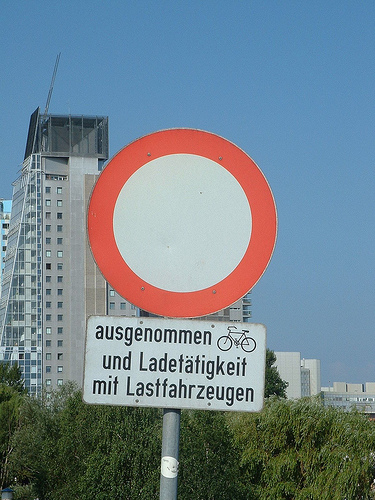 ausgenommen
und Ladetätigkeit
mit Lastfahrzeugen